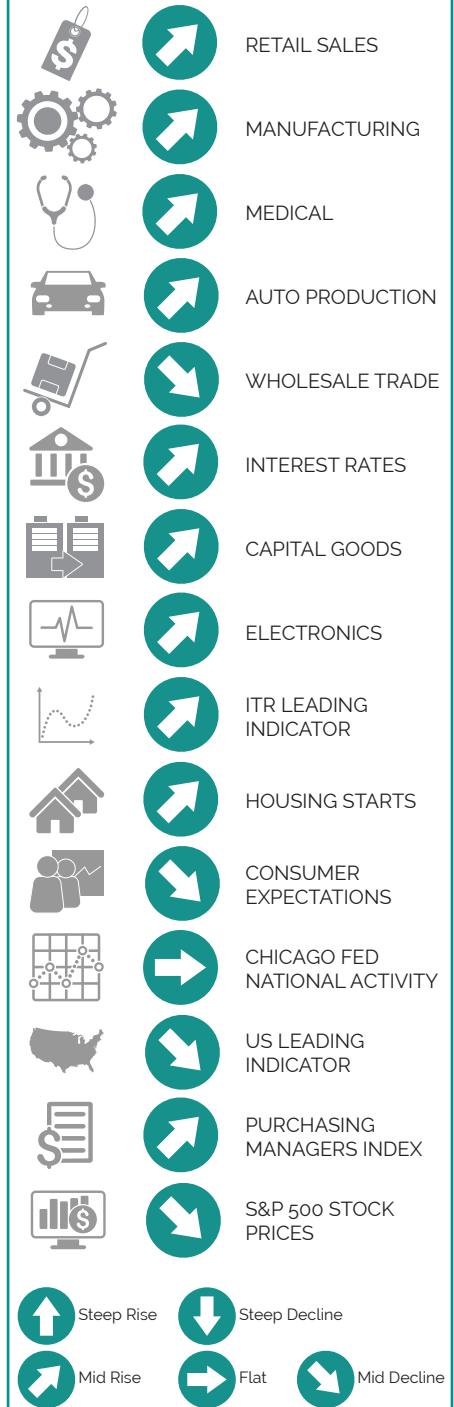 RETAIL SALES
MANUFACTURING
MEDICAL
AUTO PRODUCTION
WHOLESALE TRADE
INTEREST RATES
CAPITAL GOODS
ELECTRONICS
ITR LEADING
INDICATOR
HOUSING STARTS
CONSUMER
EXPECTATIONS
CHICAGO FED
NATIONAL ACTIVITY
US LEADING
INDICATOR
PURCHASING
MANAGERS INDEX
S&P 500 STOCK
PRICES
Steep Rise
Steep Decline
Mid Rise
Flat
Mid Decline